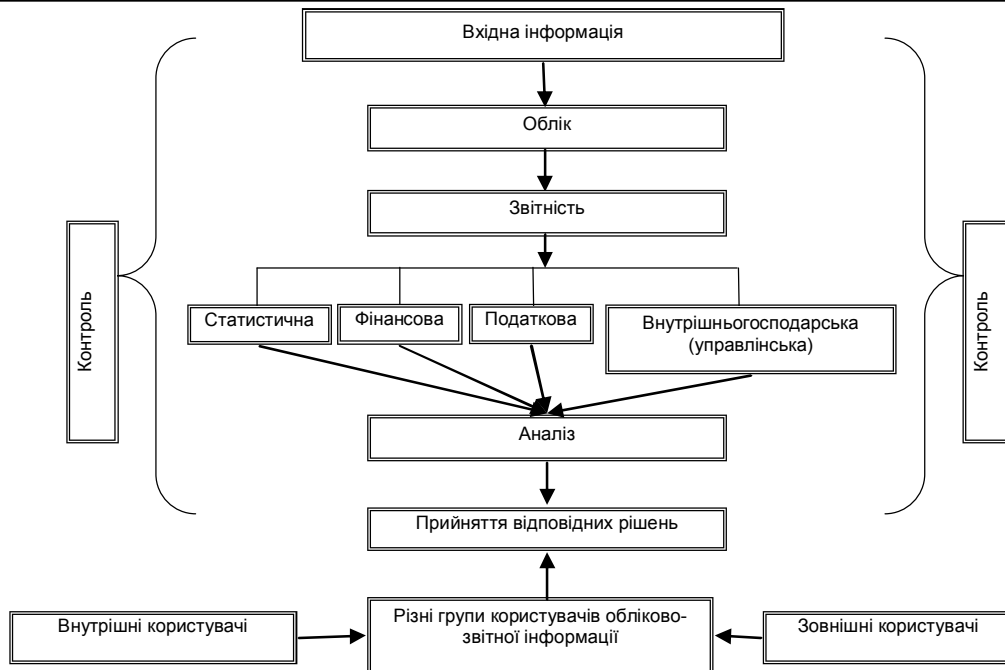 Вхідна інформація
Облік
Звітність
Контроль
Контроль
Статистична
Фінансова
Податкова
Внутрішньогосподарська
(управлінська)
Аналіз
Прийняття відповідних рішень
Внутрішні користувачі
Різні групи користувачів обліково-
звітної інформації
Зовнішні користувачі